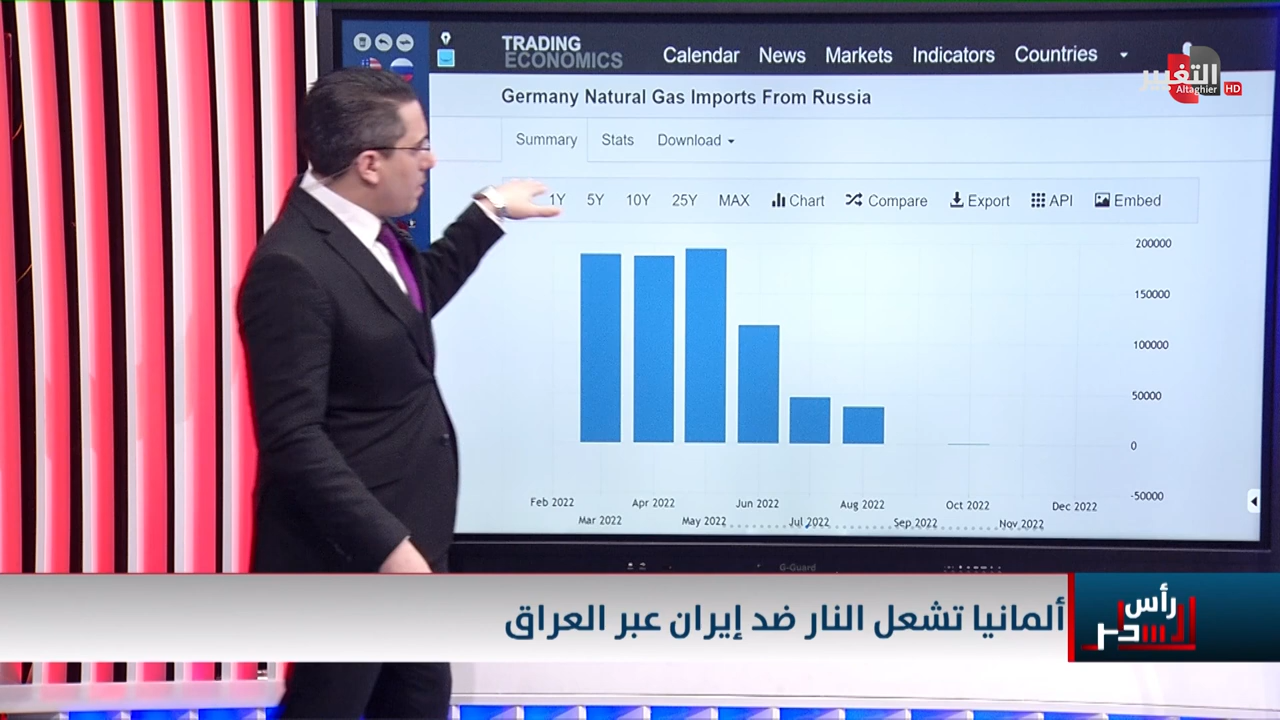 TRADING
ECONOMICS
Calendar News Markets Indicators Countries
التغيير
Altaghier HD
Germany Natural Gas Imports From Russia
Summary Stats Download
1Y 5Y 10Y 25Y MAX Chart Compare Export API Embed
200000
150000
100000
50000
0
-50000
Feb 2022 Apr 2022 Jun 2022 Aug 2022 Oct 2022 Dec 2022
Mar 2022 May 2022 Jul 2022 Sep 2022 Nov 2022
G-Guard
ألمانيا تشعل النار ضد إيران عبر العراق
رأس
السطر